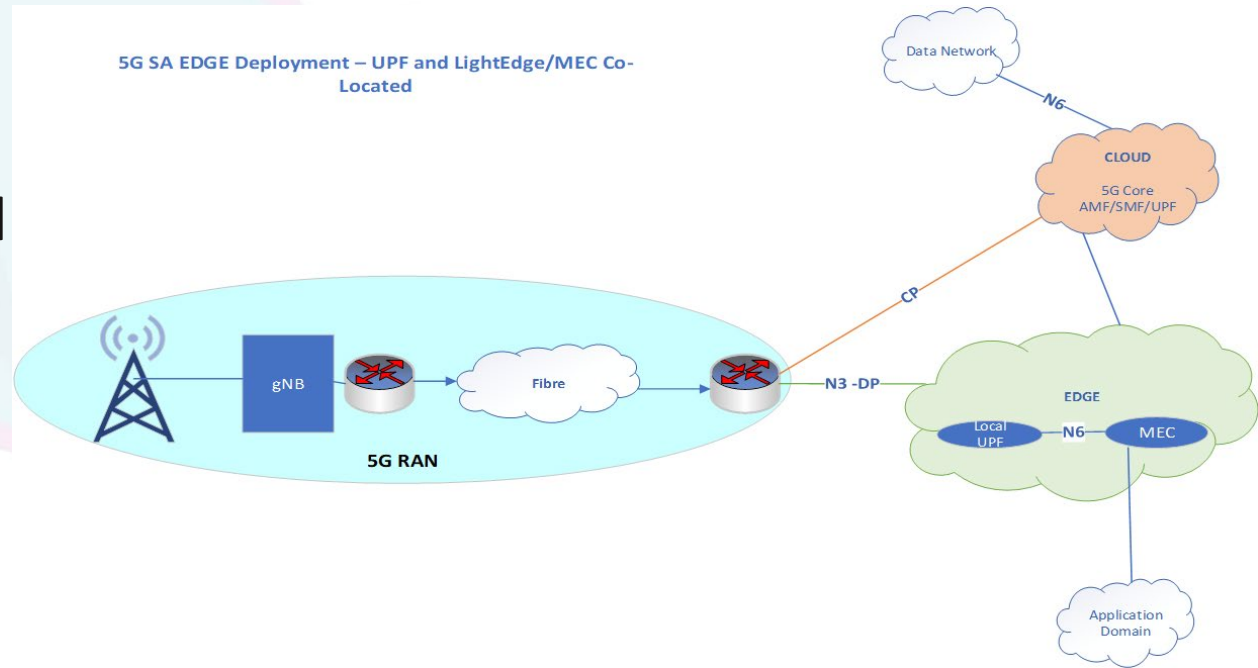 5G SA EDGE Deployment – UPF and LightEdge/MEC Co-
Located
Data Network
N6
CLOUD
5G Core
AMF/SMF/UPF
CP
gNB
Fibre
N3 -DP
EDGE
Local
UPF
N6
MEC
5G RAN
Application
Domain